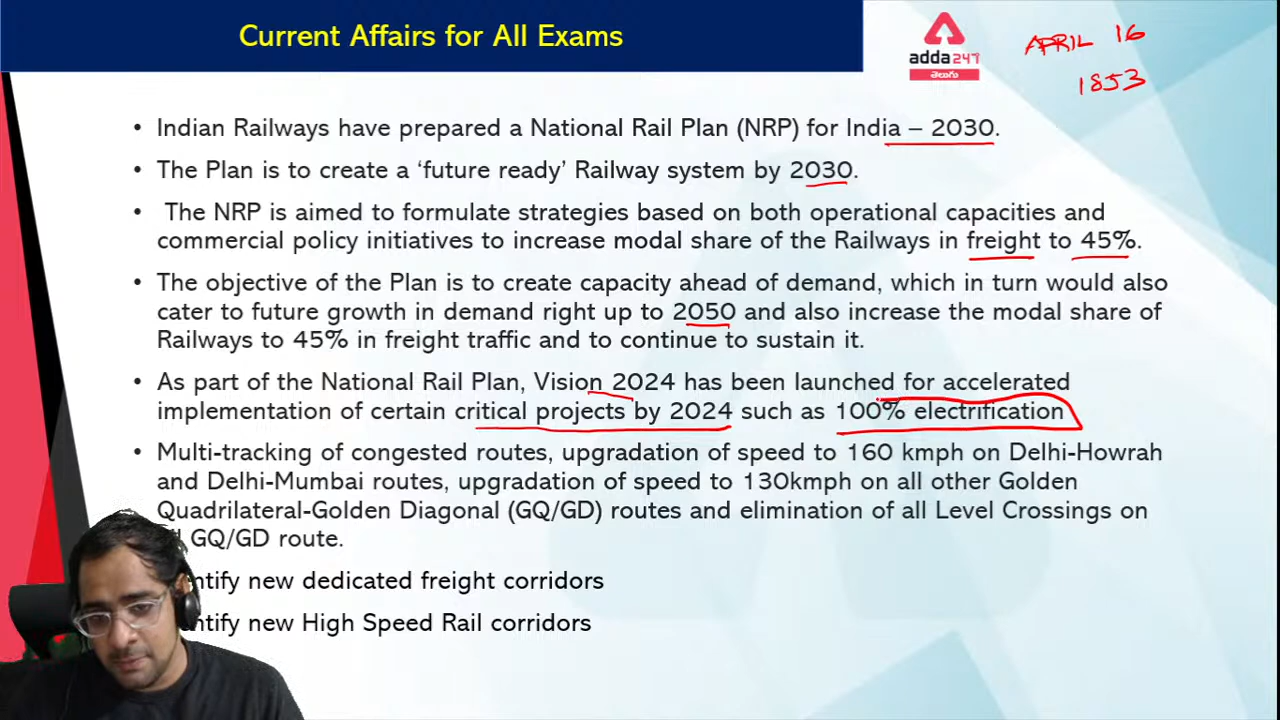 Current Affairs for All Exams
adda247
తెలుగు
APRIL 16
1853
• Indian Railways have prepared a National Rail Plan (NRP) for India – 2030.
• The Plan is to create a ‘future ready’ Railway system by 2030.
• The NRP is aimed to formulate strategies based on both operational capacities and
commercial policy initiatives to increase modal share of the Railways in freight to 45%.
• The objective of the Plan is to create capacity ahead of demand, which in turn would also
cater to future growth in demand right up to 2050 and also increase the modal share of
Railways to 45% in freight traffic and to continue to sustain it.
• As part of the National Rail Plan, Vision 2024 has been launched for accelerated
implementation of certain critical projects by 2024 such as 100% electrification
• Multi-tracking of congested routes, upgradation of speed to 160 kmph on Delhi-Howrah
and Delhi-Mumbai routes, upgradation of speed to 130kmph on all other Golden
Quadrilateral-Golden Diagonal (GQ/GD) routes and elimination of all Level Crossings on
GQ/GD route.
new dedicated freight corridors
new High Speed Rail corridors